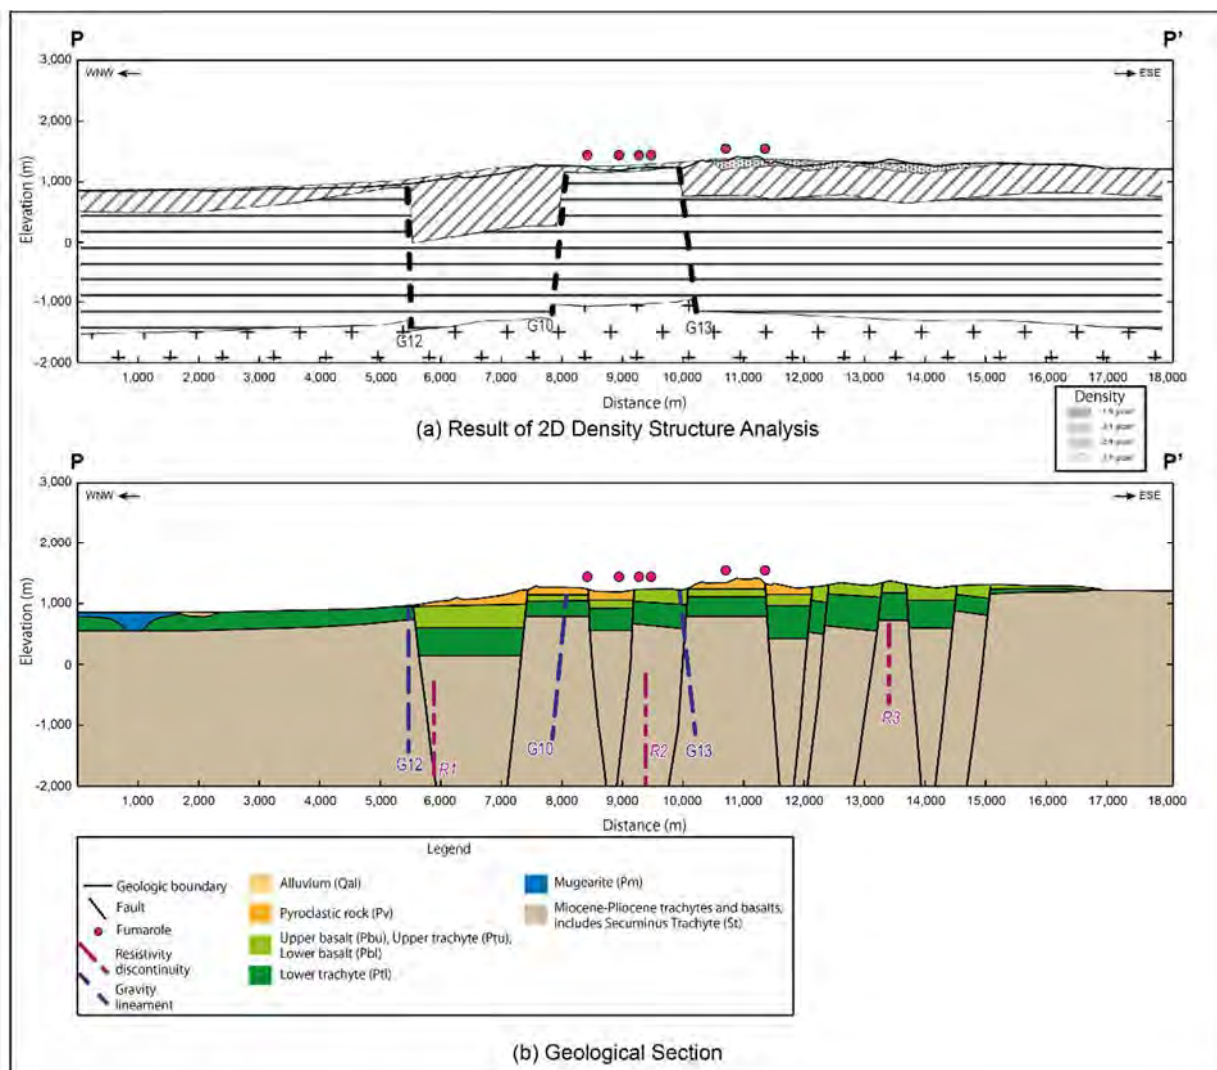 P P'
3,000
WNW ESE
2,000
1,000
0
-1,000
-2,000
Elevation (m)
G12 G10 G13
1,000 2,000 3,000 4,000 5,000 6,000 7,000 8,000 9,000 10,000 11,000 12,000 13,000 14,000 15,000 16,000 17,000 18,000
Distance (m)
(a) Result of 2D Density Structure Analysis
Density
P P'
3,000
WNW ESE
2,000
1,000
0
-1,000
-2,000
Elevation (m)
G12 R1 G10 R2 G13 R3
1,000 2,000 3,000 4,000 5,000 6,000 7,000 8,000 9,000 10,000 11,000 12,000 13,000 14,000 15,000 16,000 17,000 18,000
Distance (m)
Legend
Geologic boundary
Fault
Fumarole
Resistivity
discontinuity
Gravity
lineament
Alluvium (Qal)
Pyroclastic rock (Pv)
Upper basalt (Pbu), Upper trachyte (Ptu),
Lower basalt (Pbl)
Lower trachyte (Ptl)
Mugearite (Pm)
Miocene-Pliocene trachytes and basalts,
includes Secuminus Trachyte (St)
(b) Geological Section